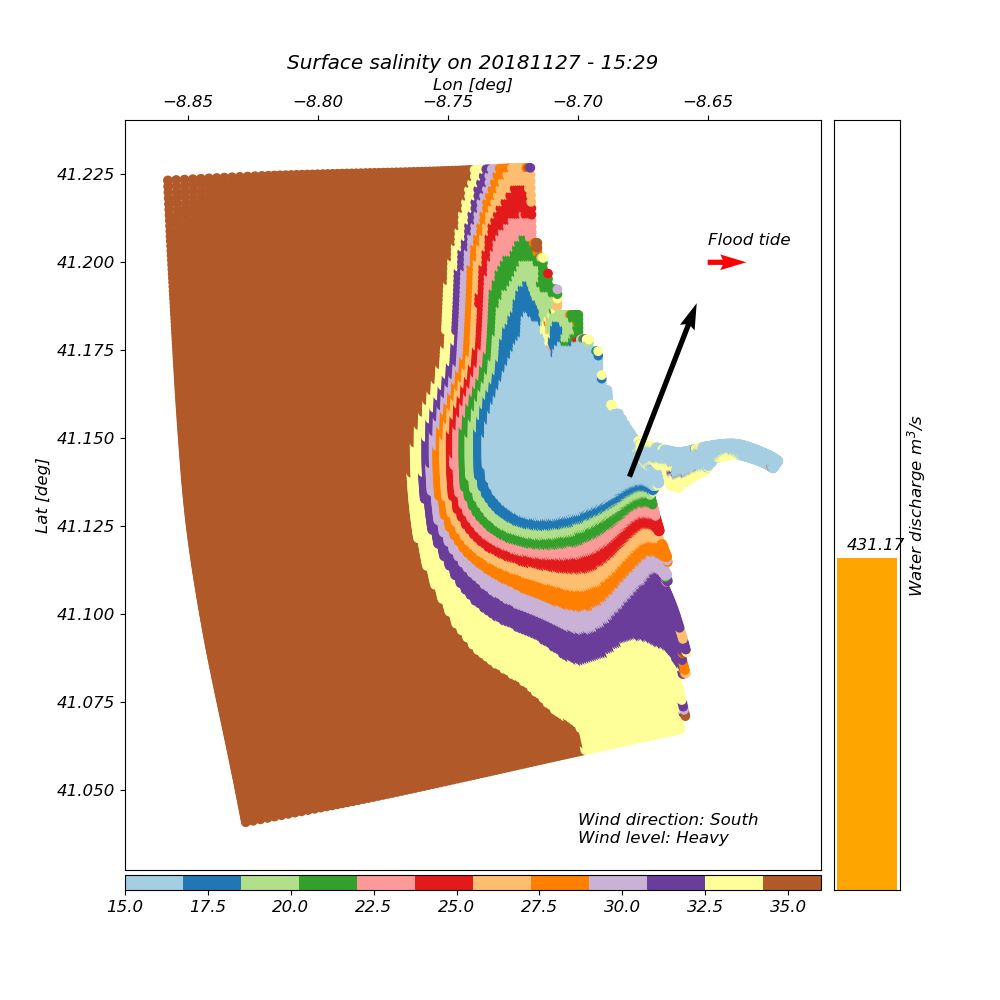 Surface salinity on 20181127 - 15:29
Lon [deg]
−8.85 −8.80 −8.75 −8.70 −8.65
41.225
41.200
41.175
41.150
41.125
41.100
41.075
41.050
Lat [deg]
Flood tide
Wind direction: South
Wind level: Heavy
15.0 17.5 20.0 22.5 25.0 27.5 30.0 32.5 35.0
431.17
Water discharge m³/s